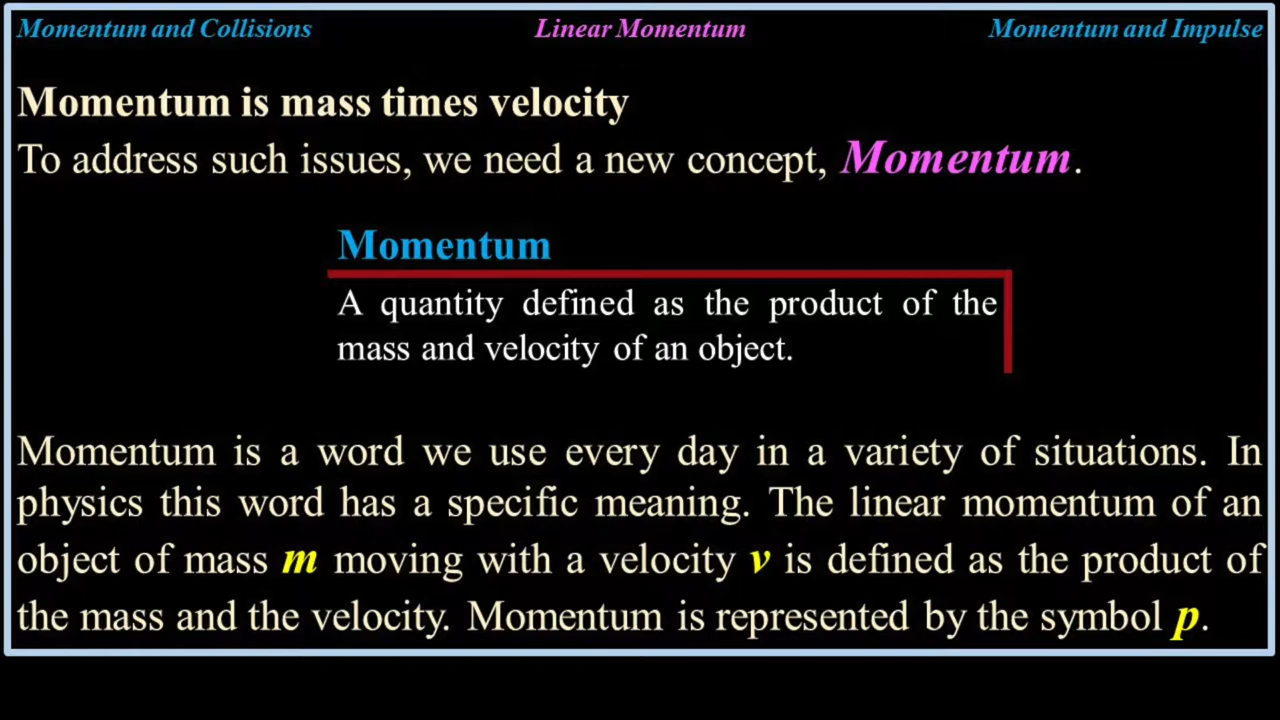 Momentum and Collisions Linear Momentum Momentum and Impulse
Momentum is mass times velocity
To address such issues, we need a new concept, Momentum.
Momentum
A quantity defined as the product of the
mass and velocity of an object.
Momentum is a word we use every day in a variety of situations. In
physics this word has a specific meaning. The linear momentum of an
object of mass m moving with a velocity v is defined as the product of
the mass and the velocity. Momentum is represented by the symbol p.